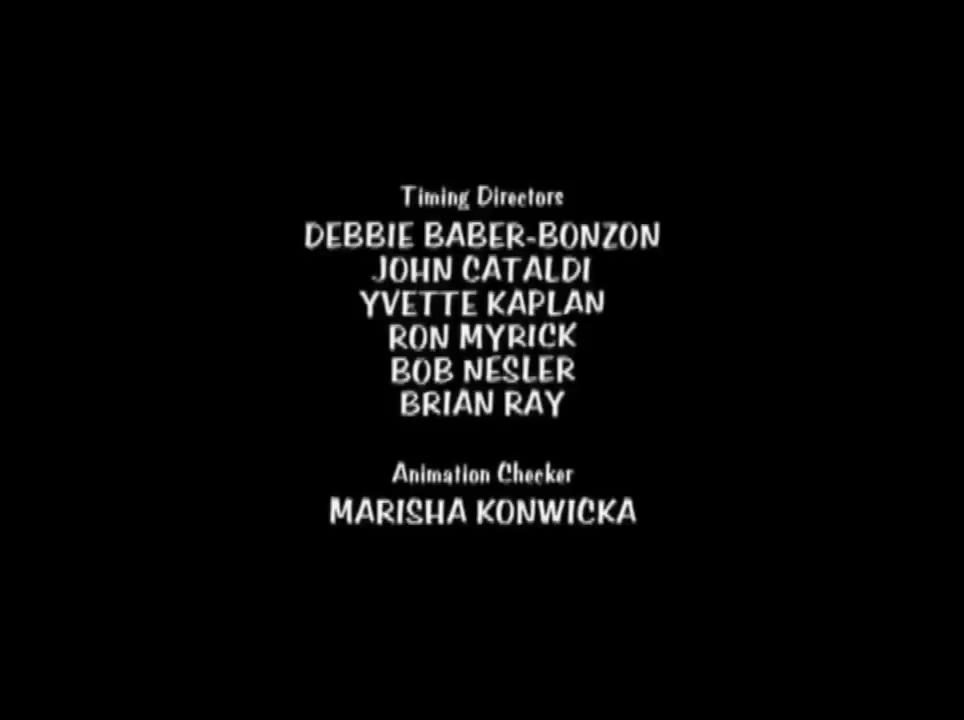 Timing Directors
DEBBIE BABER-BONZON
JOHN CATALDI
YVETTE KAPLAN
RON MYRICK
BOB NESLER
BRIAN RAY
Animation Checker
MARISHA KONWICKA